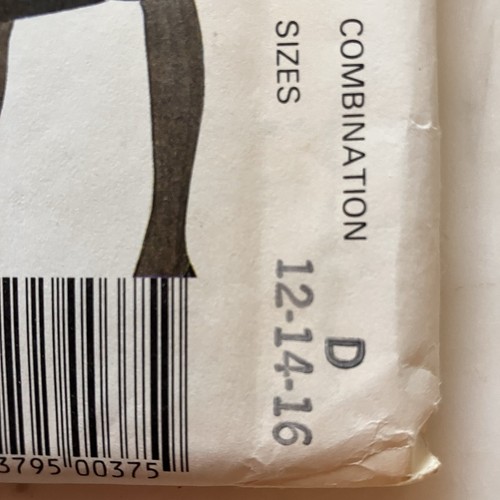 COMBINATION D
SIZES 12-14-16
3795 00375